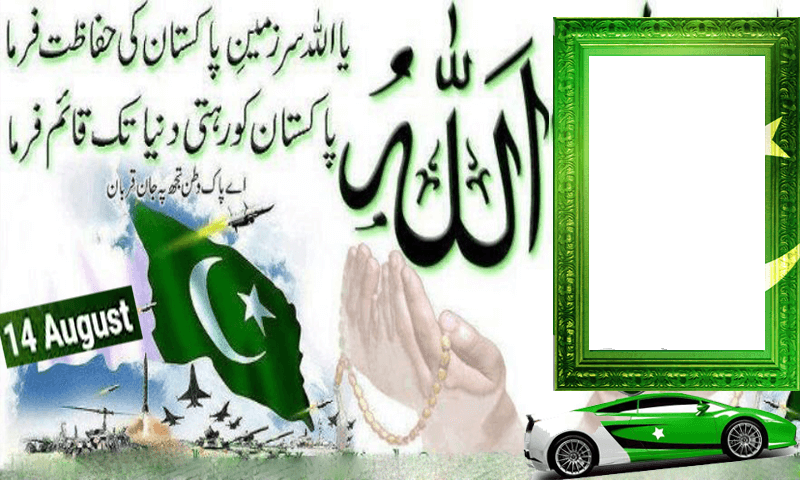 یا اللہ سرزمینِ پاکستان کی حفاظت فرما
پاکستان کو رہتی دنیا تک قائم فرما
اے پاک وطن تجھ پہ جان قربان
اَللّٰهُ
14 August